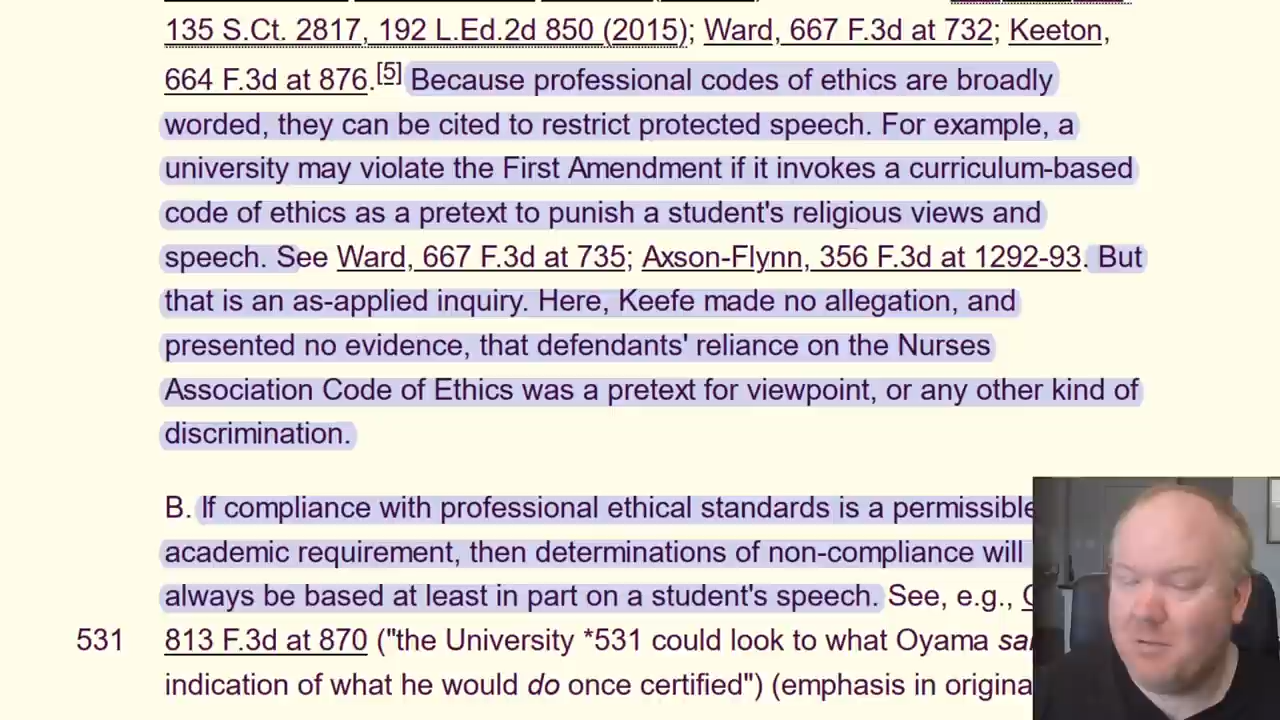 135 S.Ct. 2817, 192 L.Ed.2d 850 (2015); Ward, 667 F.3d at 732; Keeton,
664 F.3d at 876.[5] Because professional codes of ethics are broadly
worded, they can be cited to restrict protected speech. For example, a
university may violate the First Amendment if it invokes a curriculum-based
code of ethics as a pretext to punish a student's religious views and
speech. See Ward, 667 F.3d at 735; Axson-Flynn, 356 F.3d at 1292-93. But
that is an as-applied inquiry. Here, Keefe made no allegation, and
presented no evidence, that defendants' reliance on the Nurses
Association Code of Ethics was a pretext for viewpoint, or any other kind of
discrimination.
B. If compliance with professional ethical standards is a permissible
academic requirement, then determinations of non-compliance will
always be based at least in part on a student's speech. See, e.g.,
531 813 F.3d at 870 ("the University *531 could look to what Oyama
indication of what he would do once certified") (emphasis in